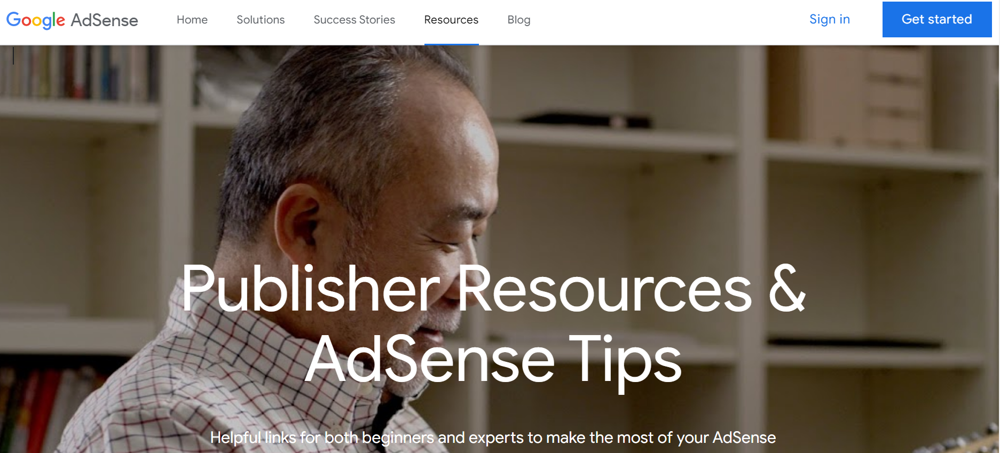 Google AdSense Home Solutions Success Stories Resources Blog Sign in Get started
Publisher Resources &
AdSense Tips
Helpful links for both beginners and experts to make the most of your AdSense